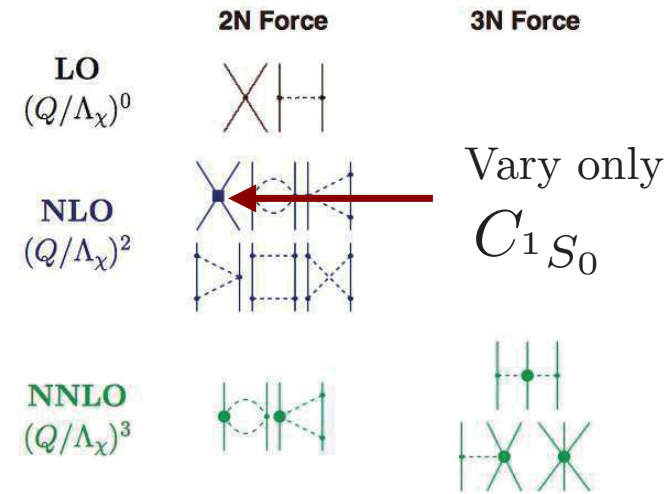 2N Force 3N Force
LO
(Q/Λχ)⁰
NLO
(Q/Λχ)²
Vary only
C₁S₀
NNLO
(Q/Λχ)³